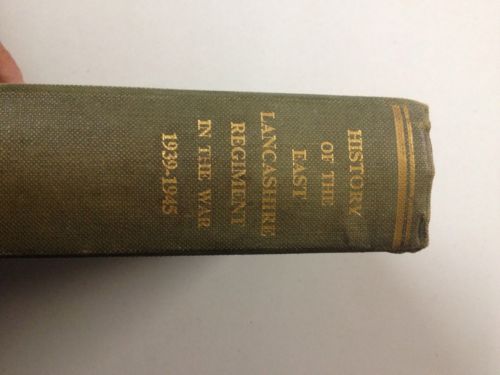 HISTORY
OF THE
EAST
LANCASHIRE
REGIMENT
IN THE WAR
1939-1945